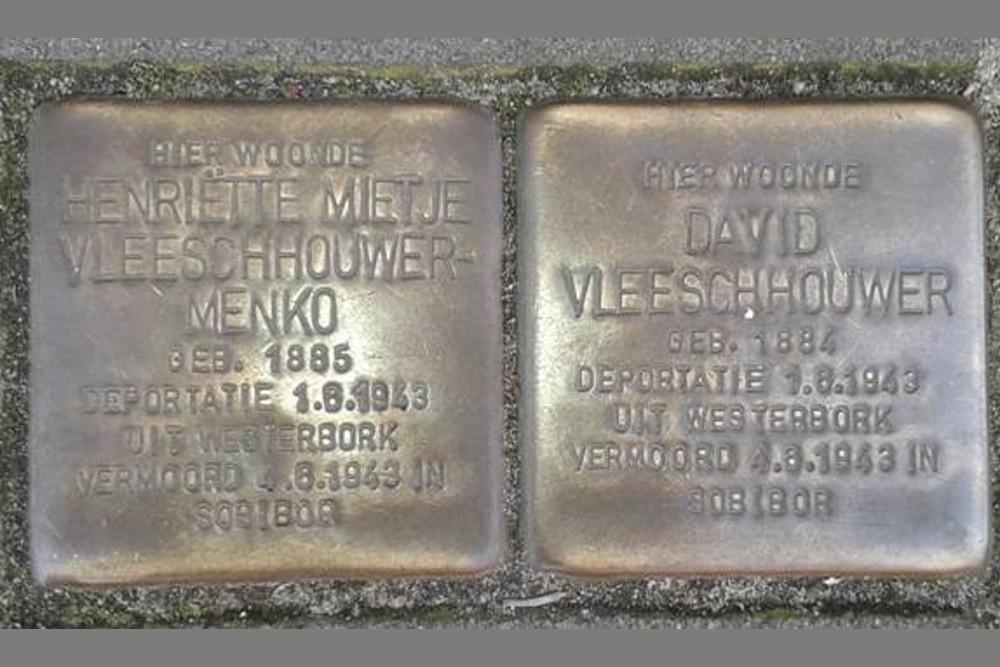 HIER WOONDE
HENRIËTTE MIETJE
VLEESCHHOUWER-
MENKO
GEB. 1885
DEPORTATIE 1.6.1943
UIT WESTERBORK
VERMOORD 4.6.1943 IN
SOBIBOR
HIER WOONDE
DAVID
VLEESCHHOUWER
GEB. 1884
DEPORTATIE 1.6.1943
UIT WESTERBORK
VERMOORD 4.6.1943 IN
SOBIBOR